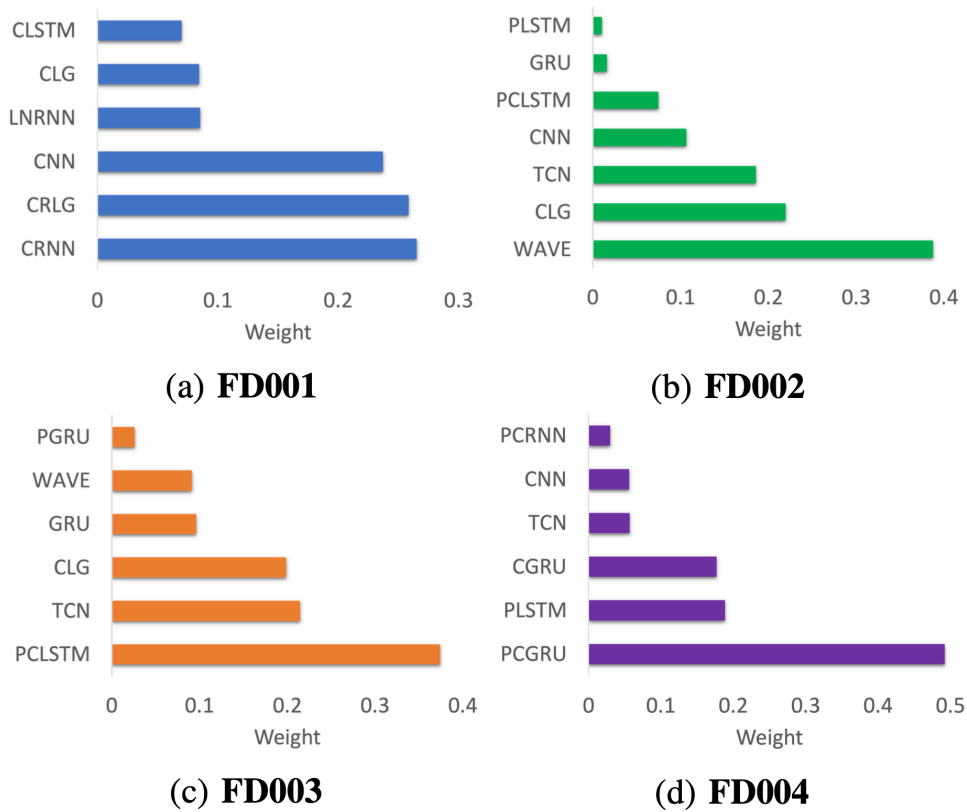 CLSTM
CLG
LNRNN
CNN
CRLG
CRNN
0 0.1 0.2 0.3
Weight
(a) FD001
PLSTM
GRU
PCLSTM
CNN
TCN
CLG
WAVE
0 0.1 0.2 0.3 0.4
Weight
(b) FD002
PGRU
WAVE
GRU
CLG
TCN
PCLSTM
0 0.1 0.2 0.3 0.4
Weight
(c) FD003
PCRNN
CNN
TCN
CGRU
PLSTM
PCGRU
0 0.1 0.2 0.3 0.4 0.5
Weight
(d) FD004